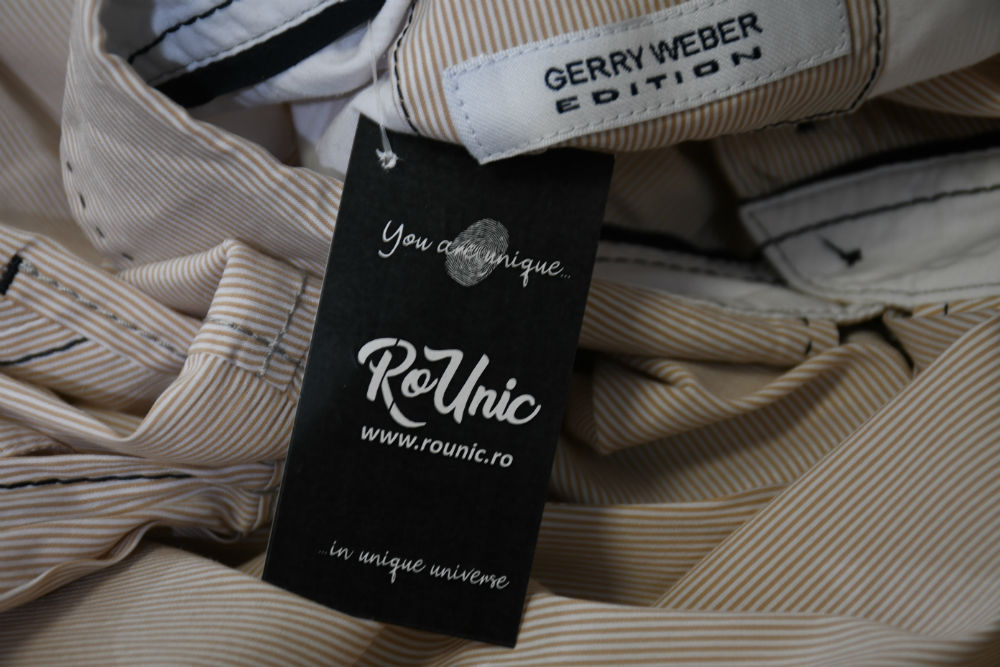 GERRY WEBER
EDITION
You are unique...
RoUnic
www.rounic.ro
...in unique universe